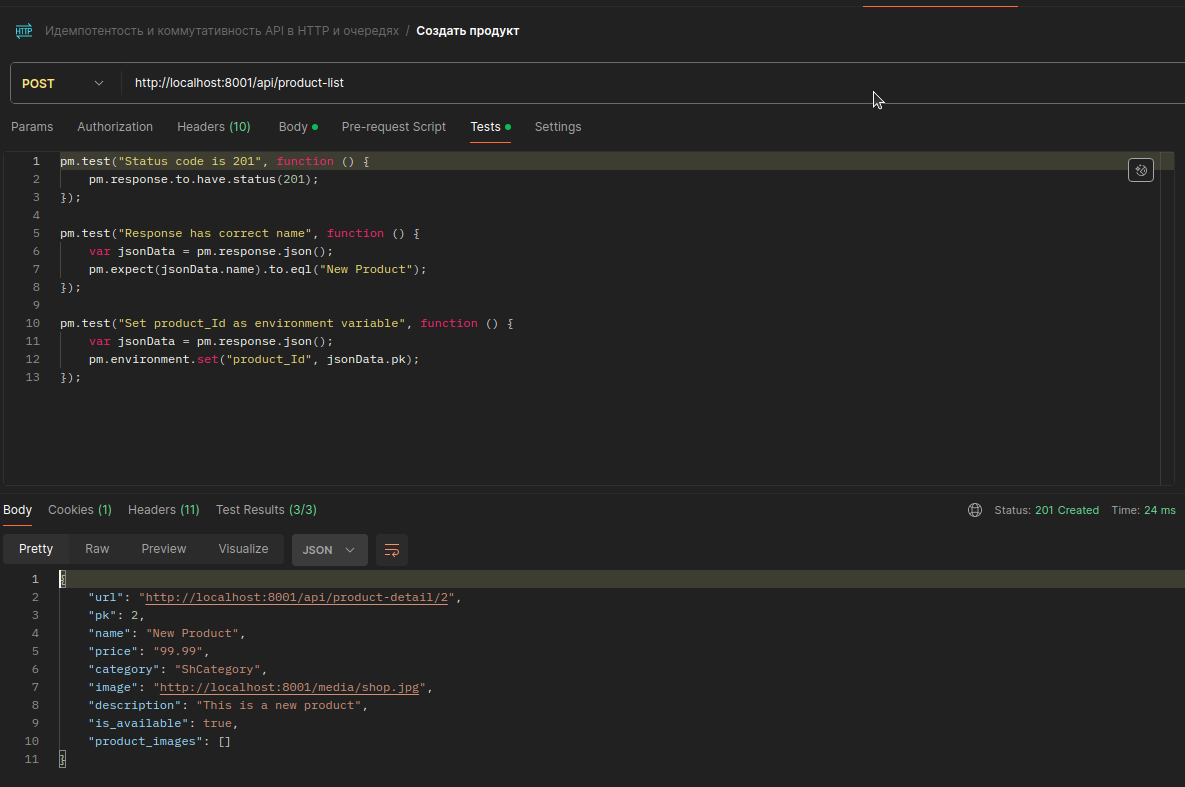 HTTP Идемпотентость и коммутативность API в HTTP и очередях / Создать продукт
POST http://localhost:8001/api/product-list
Params Authorization Headers (10) Body Pre-request Script Tests Settings
1 pm.test("Status code is 201", function () {
2 pm.response.to.have.status(201);
3 });
4
5 pm.test("Response has correct name", function () {
6 var jsonData = pm.response.json();
7 pm.expect(jsonData.name).to.eql("New Product");
8 });
9
10 pm.test("Set product_Id as environment variable", function () {
11 var jsonData = pm.response.json();
12 pm.environment.set("product_Id", jsonData.pk);
13 });
Body Cookies (1) Headers (11) Test Results (3/3) Status: 201 Created Time: 24 ms
Pretty Raw Preview Visualize JSON
1 {
2 "url": "http://localhost:8001/api/product-detail/2",
3 "pk": 2,
4 "name": "New Product",
5 "price": "99.99",
6 "category": "ShCategory",
7 "image": "http://localhost:8001/media/shop.jpg",
8 "description": "This is a new product",
9 "is_available": true,
10 "product_images": []
11 }